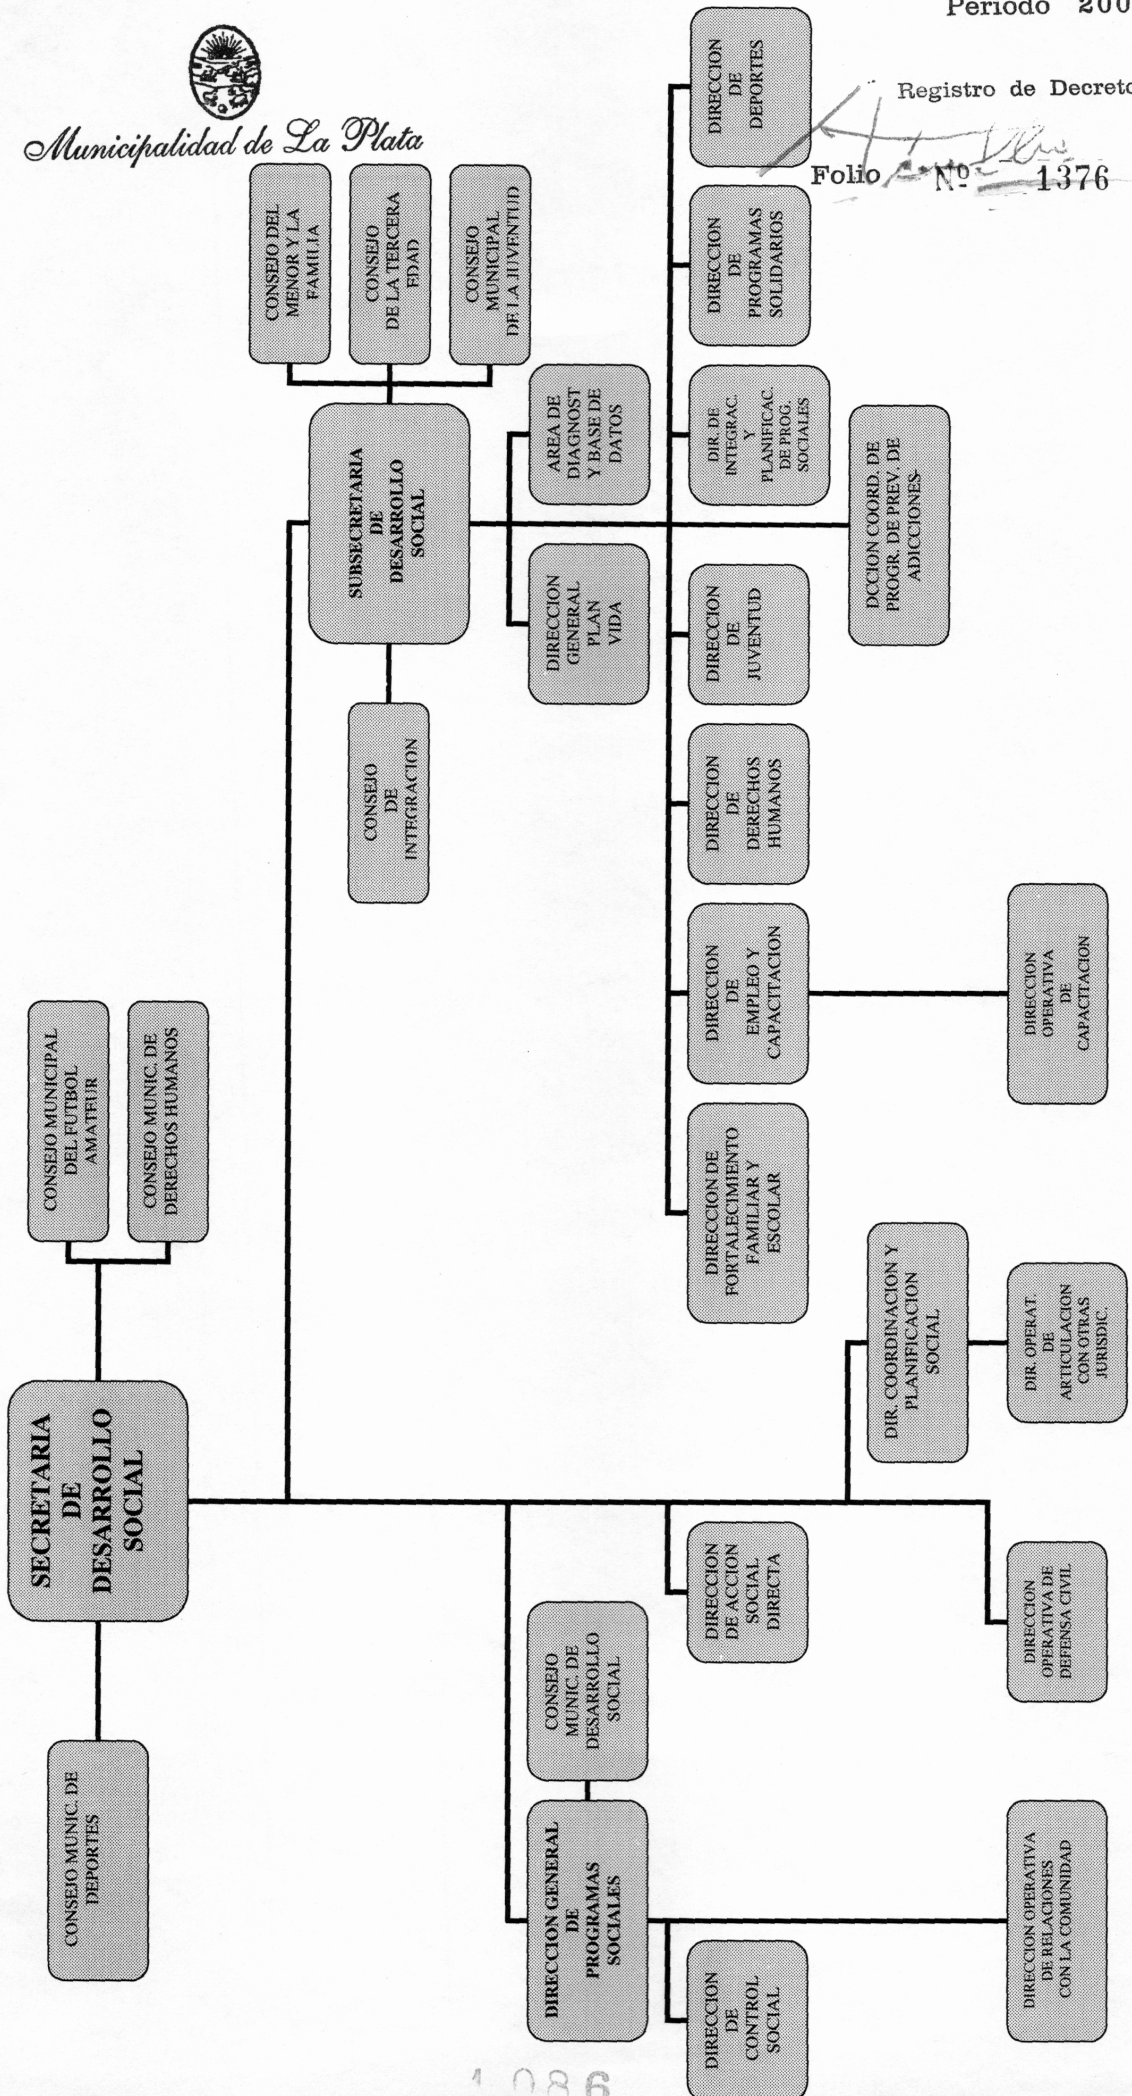 Periodo 200
Municipalidad de La Plata
Registro de Decreto
Folio Nº 1376
SECRETARIA
DE
DESARROLLO
SOCIAL
CONSEJO MUNIC. DE
DEPORTES
CONSEJO MUNICIPAL
DEL FUTBOL
AMATEUR
CONSEJO MUNIC. DE
DERECHOS HUMANOS
SUBSECRETARIA
DE
DESARROLLO
SOCIAL
CONSEJO
DE
INTEGRACION
CONSEJO DEL
MENOR Y LA
FAMILIA
CONSEJO
DE LA TERCERA
EDAD
CONSEJO
MUNICIPAL
DE LA JUVENTUD
DIRECCION GENERAL
DE
PROGRAMAS
SOCIALES
CONSEJO
MUNIC. DE
DESARROLLO
SOCIAL
DIRECCION
GENERAL
PLAN
VIDA
AREA DE
DIAGNOST
Y BASE DE
DATOS
DIRECCION
DE
CONTROL
SOCIAL
DIRECCION
DE ACCION
SOCIAL
DIRECTA
DIRECCION DE
FORTALECIMIENTO
FAMILIAR Y
ESCOLAR
DIRECCION
DE
EMPLEO Y
CAPACITACION
DIRECCION
DE
DERECHOS
HUMANOS
DIRECCION
DE
JUVENTUD
DIR. DE
INTEGRAC.
Y
PLANIFICAC.
DE PROG.
SOCIALES
DIRECCION
DE
PROGRAMAS
SOLIDARIOS
DIRECCION
DE
DEPORTES
DIR. COORDINACION Y
PLANIFICACION
SOCIAL
DCCION COORD. DE
PROGR. DE PREV. DE
ADICCIONES
DIRECCION OPERATIVA
DE RELACIONES
CON LA COMUNIDAD
DIRECCION
OPERATIVA DE
DEFENSA CIVIL
DIR. OPERAT.
DE
ARTICULACION
CON OTRAS
JURISDIC.
DIRECCION
OPERATIVA
DE
CAPACITACION
1086